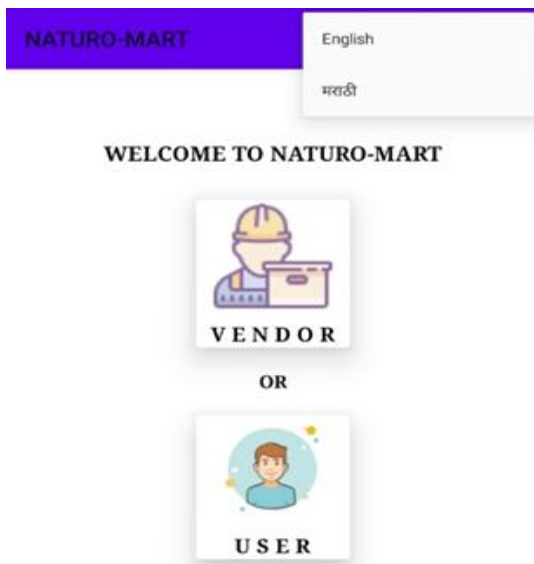 NATURO-MART
English
मराठी
WELCOME TO NATURO-MART
VENDOR
OR
USER